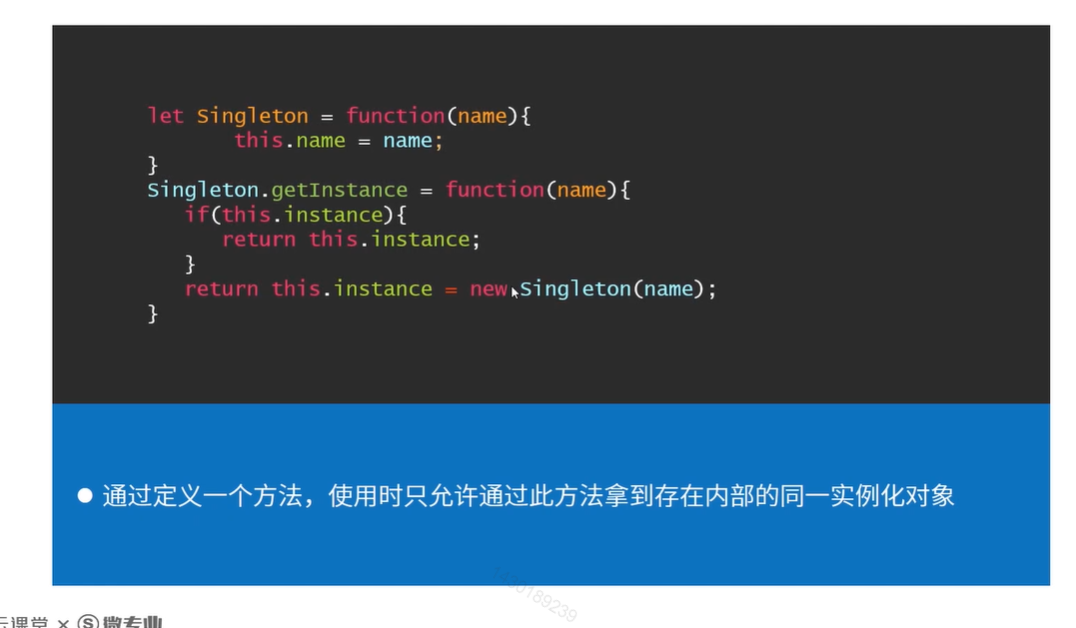 let Singleton = function(name){
this.name = name;
}
Singleton.getInstance = function(name){
if(this.instance){
return this.instance;
}
return this.instance = new Singleton(name);
}
通过定义一个方法，使用时只允许通过此方法拿到存在内部的同一实例化对象
云课堂 × Ⓢ 微专业